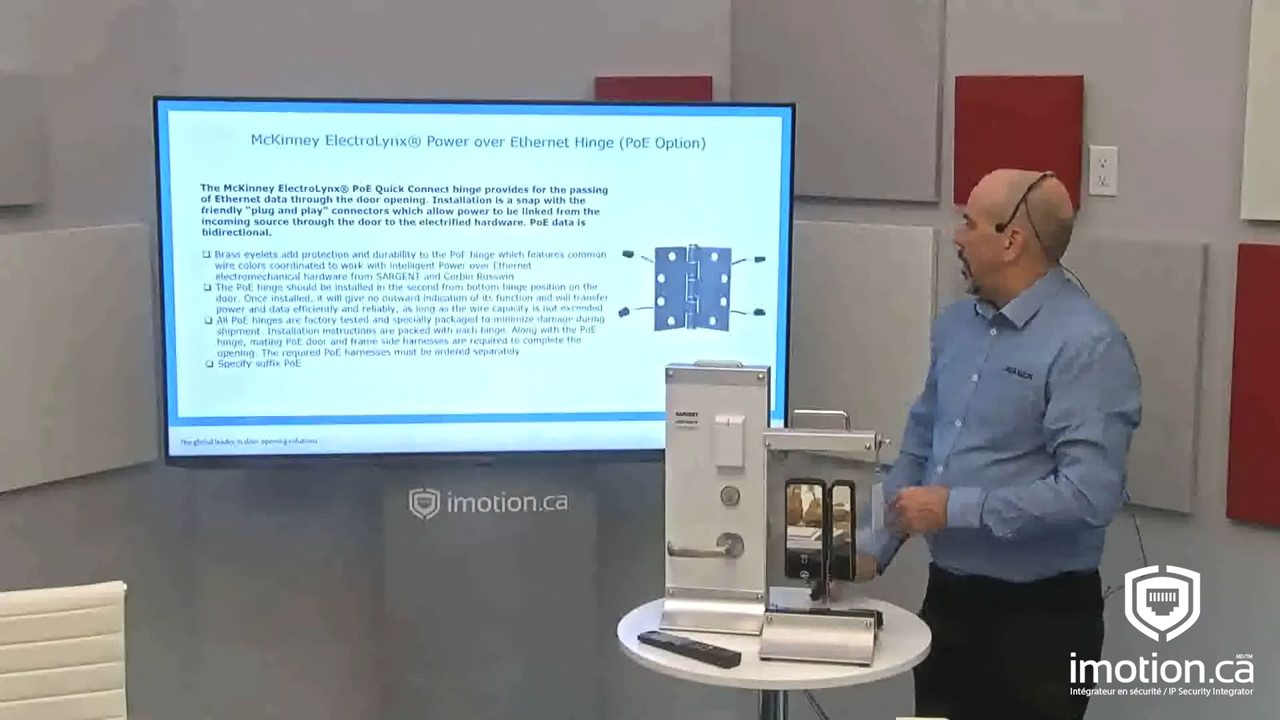 McKinney ElectroLynx® Power over Ethernet Hinge (PoE Option)
The McKinney ElectroLynx® PoE Quick Connect hinge provides for the passing
of Ethernet data through the door opening. Installation is a snap with the
friendly "plug and play" connectors which allow power to be linked from the
incoming source through the door to the electrified hardware. PoE data is
bidirectional.
Brass eyelets add protection and durability to the PoE hinge which features common
wire colors coordinated to work with intelligent Power over Ethernet
electromechanical hardware from SARGENT and Corbin Russwin
The PoE hinge should be installed in the second from bottom hinge position on the
door. Once installed, it will give no outward indication of its function and will transfer
power and data efficiently and reliably, as long as the wire capacity is not exceeded
All PoE hinges are factory tested and specially packaged to minimize damage during
shipment. Installation instructions are packed with each hinge. Along with the PoE
hinge, mating PoE door and frame side harnesses are required to complete the
opening. The required PoE harnesses must be ordered separately
Specify suffix PoE
The global leader in door opening solutions
SARGENT
imotion.ca
imotion.ca
MD/TM
Intégrateur en sécurité / IP Security Integrator